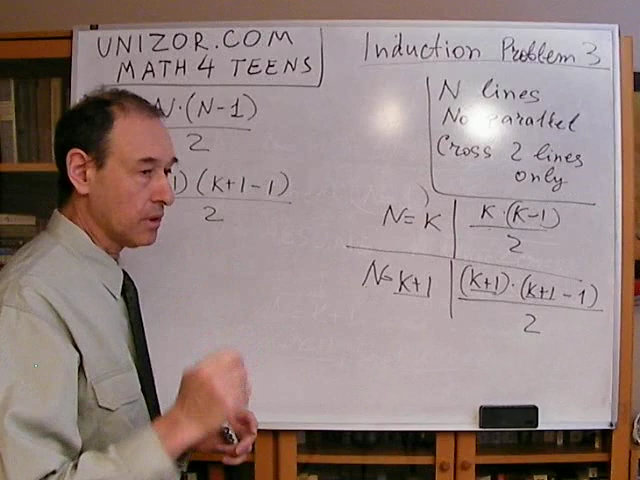 UNIZOR.COM
MATH 4 TEENS
N·(N-1)
2
1) (K+1-1)
2
Induction Problem 3
N lines
No parallel
Cross 2 lines
only
N=K
K·(K-1)
2
N=K+1
(K+1)·(K+1-1)
2